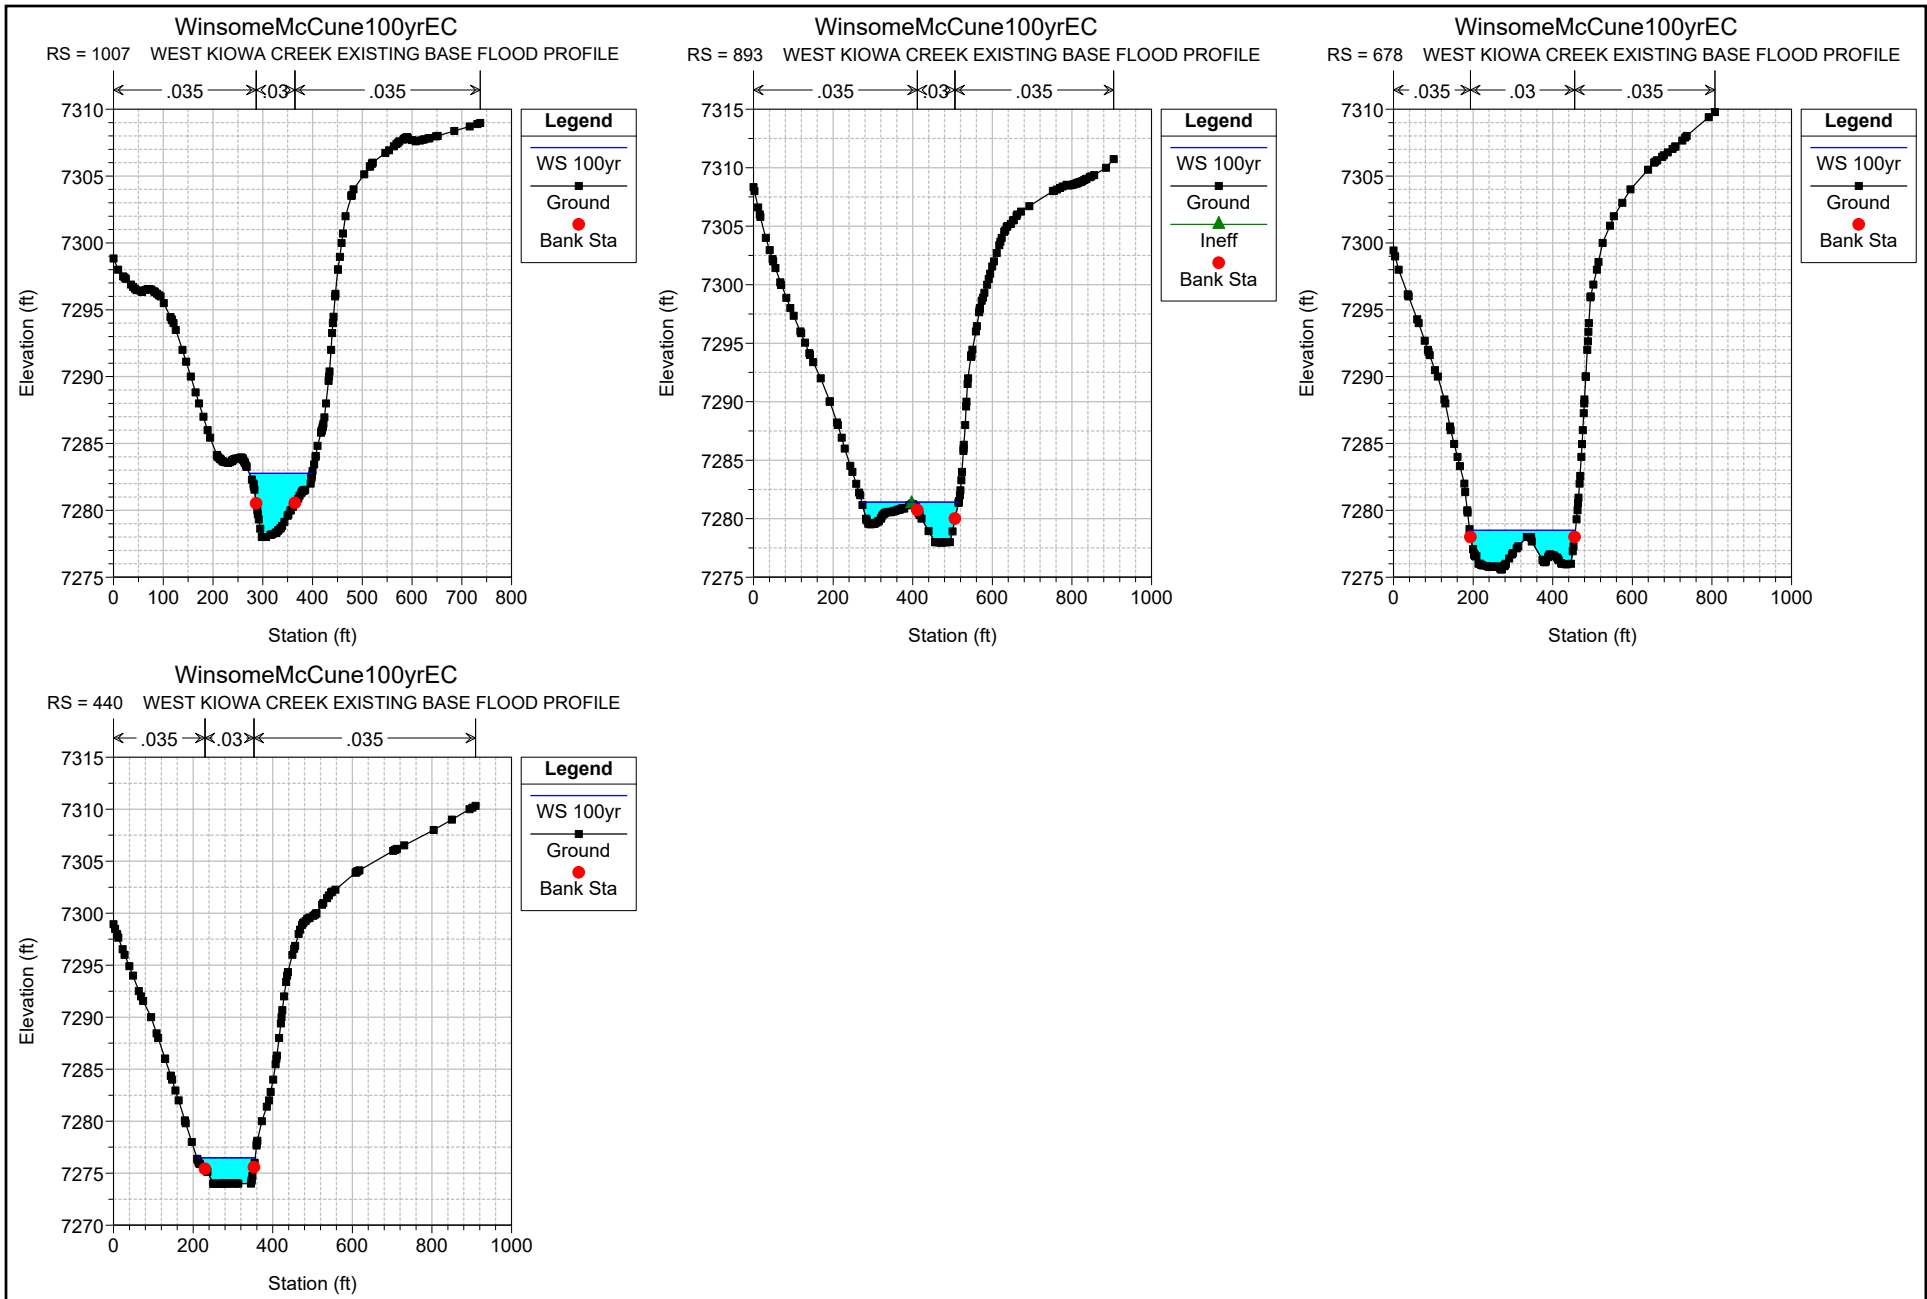 WinsomeMcCune100yrEC
RS = 1007 WEST KIOWA CREEK EXISTING BASE FLOOD PROFILE
.035 .03 .035
7310
7305
7300
7295
7290
7285
7280
7275
Elevation (ft)
0 100 200 300 400 500 600 700 800
Station (ft)
Legend
WS 100yr
Ground
Bank Sta
WinsomeMcCune100yrEC
RS = 893 WEST KIOWA CREEK EXISTING BASE FLOOD PROFILE
.035 .03 .035
7315
7310
7305
7300
7295
7290
7285
7280
7275
Elevation (ft)
0 200 400 600 800 1000
Station (ft)
Legend
WS 100yr
Ground
Ineff
Bank Sta
WinsomeMcCune100yrEC
RS = 678 WEST KIOWA CREEK EXISTING BASE FLOOD PROFILE
.035 .03 .035
7310
7305
7300
7295
7290
7285
7280
7275
Elevation (ft)
0 200 400 600 800 1000
Station (ft)
Legend
WS 100yr
Ground
Bank Sta
WinsomeMcCune100yrEC
RS = 440 WEST KIOWA CREEK EXISTING BASE FLOOD PROFILE
.035 .03 .035
7315
7310
7305
7300
7295
7290
7285
7280
7275
7270
Elevation (ft)
0 200 400 600 800 1000
Station (ft)
Legend
WS 100yr
Ground
Bank Sta